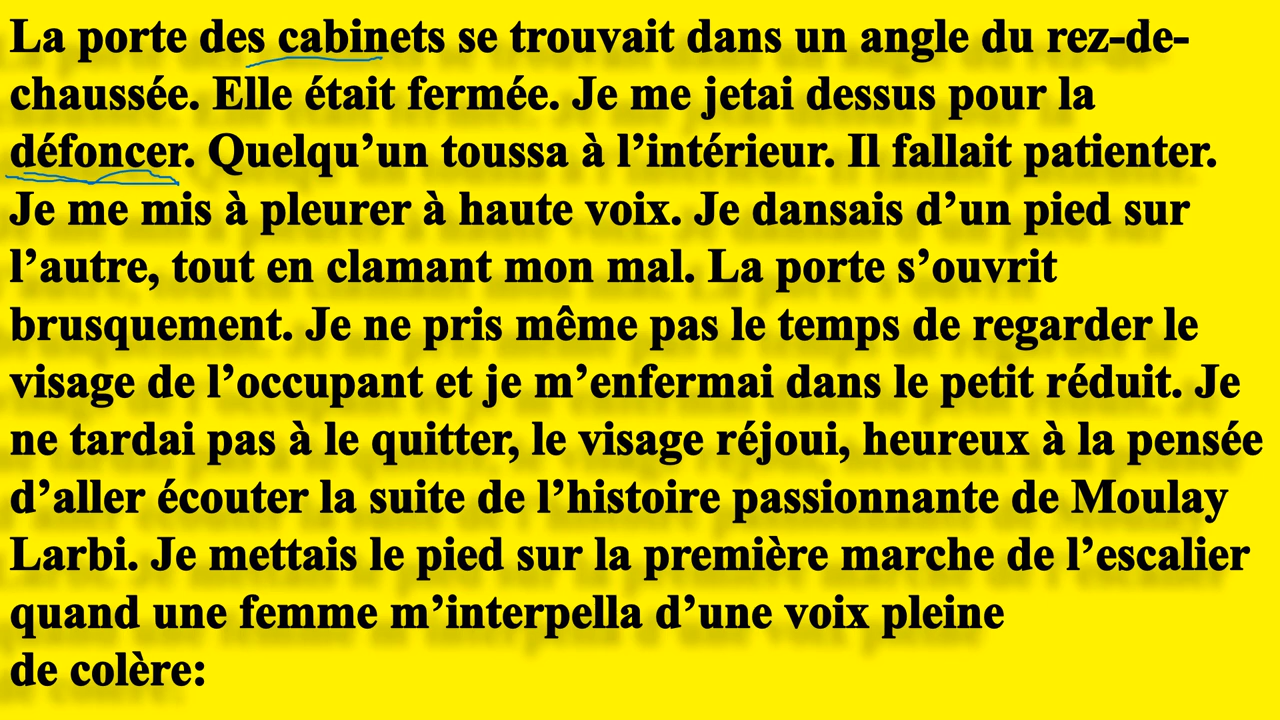 La porte des cabinets se trouvait dans un angle du rez-de-
chaussée. Elle était fermée. Je me jetai dessus pour la
défoncer. Quelqu’un toussa à l’intérieur. Il fallait patienter.
Je me mis à pleurer à haute voix. Je dansais d’un pied sur
l’autre, tout en clamant mon mal. La porte s’ouvrit
brusquement. Je ne pris même pas le temps de regarder le
visage de l’occupant et je m’enfermai dans le petit réduit. Je
ne tardai pas à le quitter, le visage réjoui, heureux à la pensée
d’aller écouter la suite de l’histoire passionnante de Moulay
Larbi. Je mettais le pied sur la première marche de l’escalier
quand une femme m’interpella d’une voix pleine
de colère: